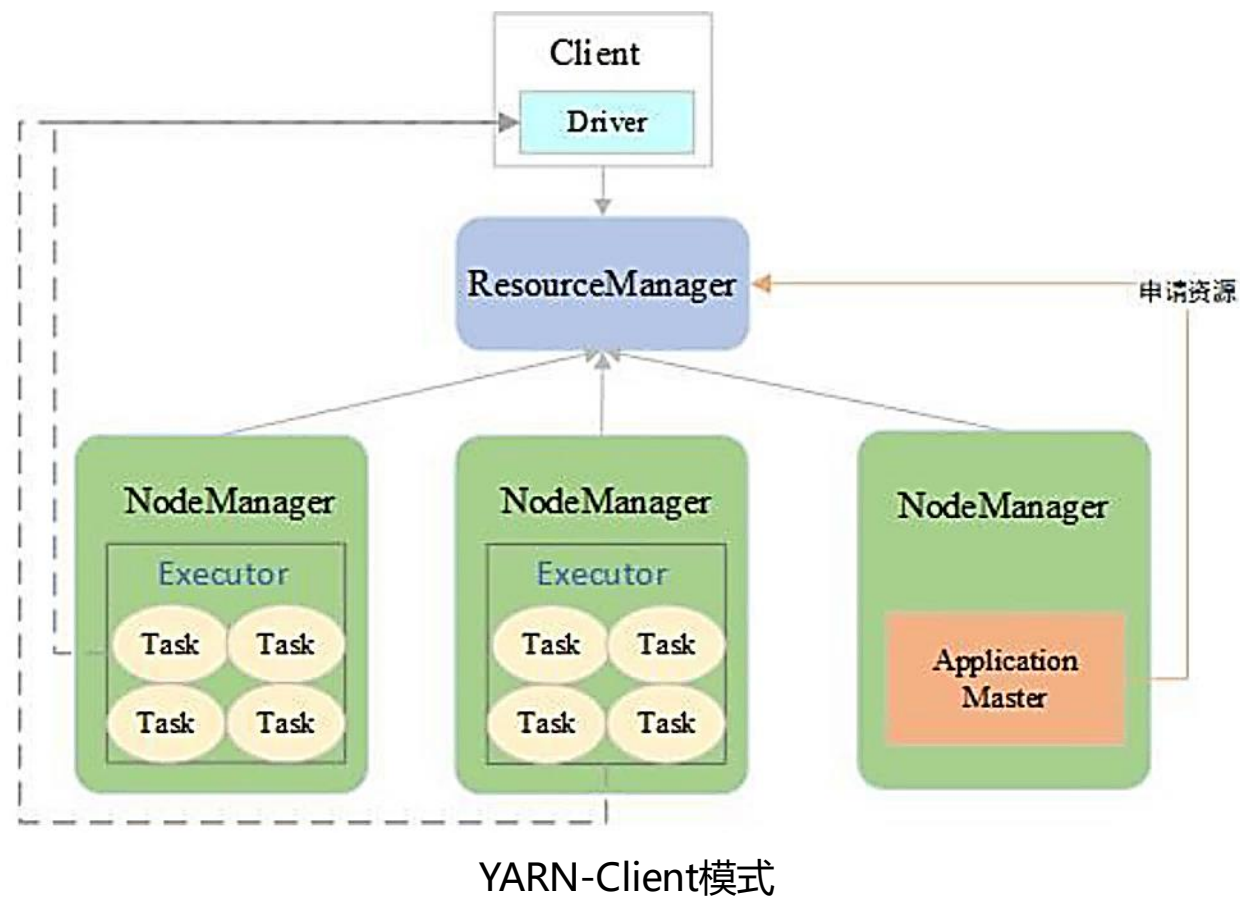 Client
Driver
ResourceManager
申请资源
NodeManager
Executor
Task
Task
Task
Task
NodeManager
Executor
Task
Task
Task
Task
NodeManager
Application
Master
YARN-Client模式